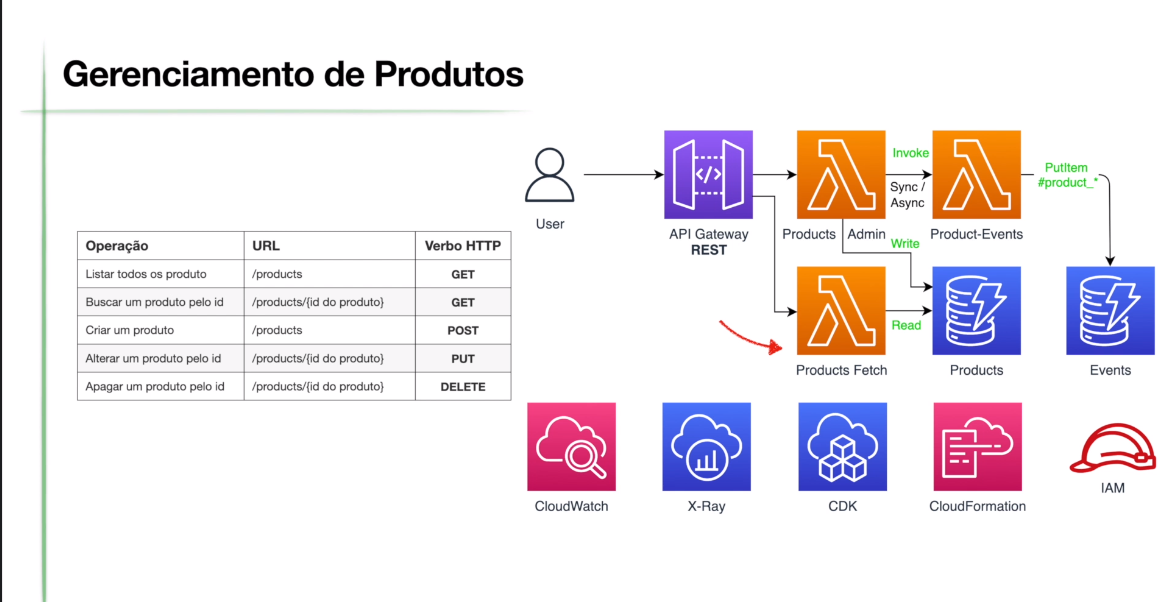 Gerenciamento de Produtos
Operação URL Verbo HTTP
Listar todos os produto /products GET
Buscar um produto pelo id /products/{id do produto} GET
Criar um produto /products POST
Alterar um produto pelo id /products/{id do produto} PUT
Apagar um produto pelo id /products/{id do produto} DELETE
User
API Gateway
REST
Products Admin
Invoke
Sync /
Async
Product-Events
PutItem
#product_*
Write
Read
Products Fetch
Products
Events
CloudWatch
X-Ray
CDK
CloudFormation
IAM